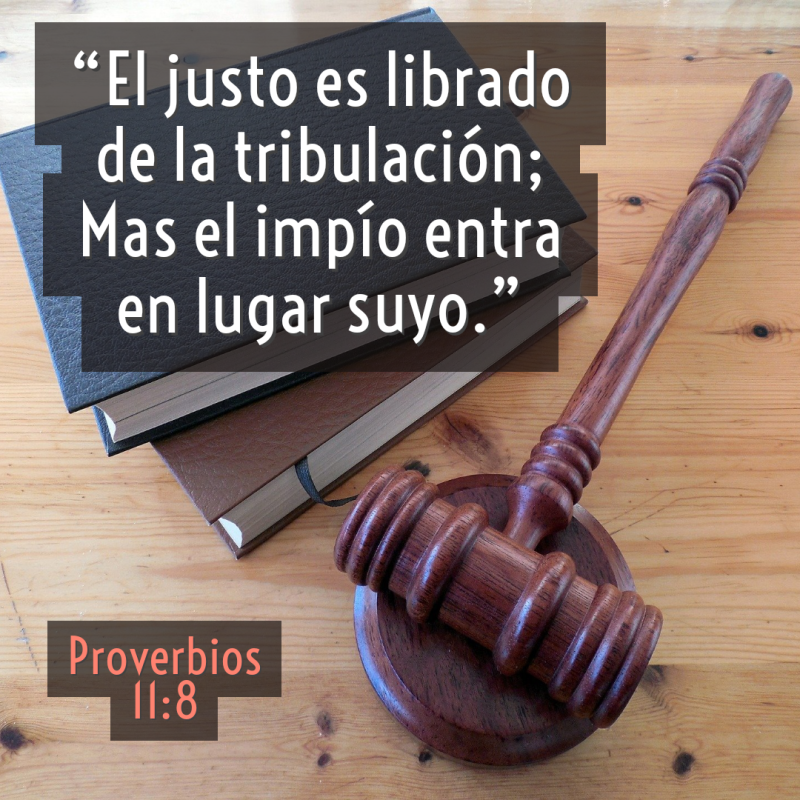 “El justo es librado
de la tribulación;
Mas el impío entra
en lugar suyo.”
Proverbios
11:8